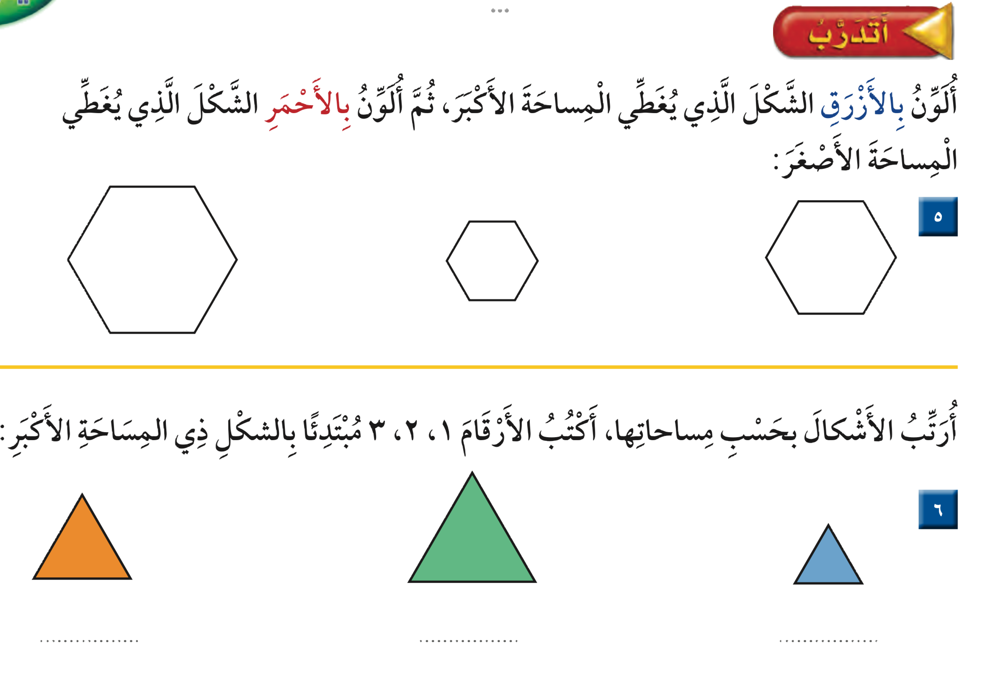 أَتَدَرَّبُ
أُلَوِّنُ بِالأَزْرَقِ الشَّكْلَ الَّذِي يُغَطِّي الْمِساحَةَ الأَكْبَرَ، ثُمّ أُلَوِّنُ بِالأَحْمَرِ الشَّكْلَ الَّذِي يُغَطِّي
الْمِساحَةَ الأَصْغَرَ:
٥
أُرَتِّبُ الأَشْكالَ بِحَسْبِ مِساحاتِها، أَكْتُبُ الأَرْقَامَ ١، ٢، ٣ مُبْتَدِئًا بِالشكْلِ ذِي المِسَاحَةِ الأَكْبَرِ:
٦